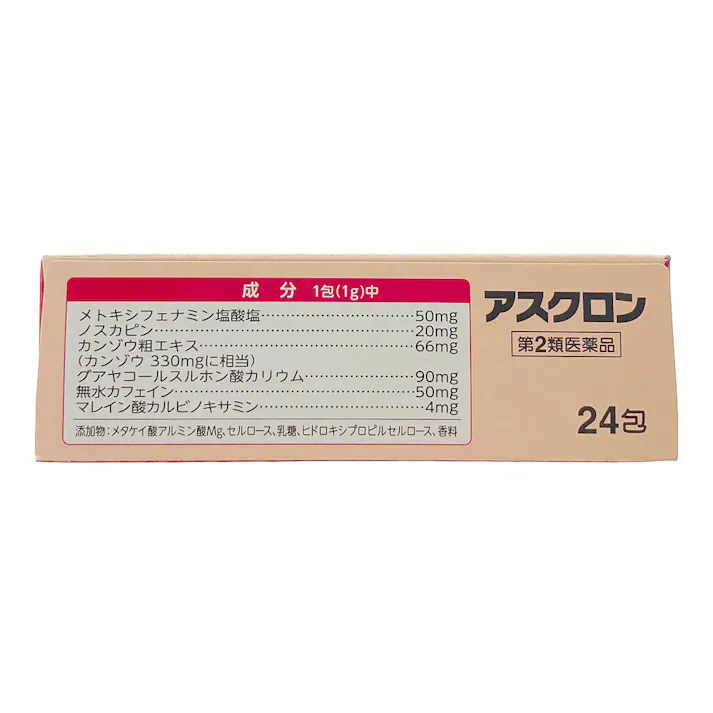 成分 1包(1g)中
メトキシフェナミン塩酸塩……………………50mg
ノスカピン……………………………………20mg
カンゾウ粗エキス……………………………66mg
(カンゾウ 330mgに相当)
グアヤコールスルホン酸カリウム……………90mg
無水カフェイン………………………………50mg
マレイン酸カルビノキサミン…………………4mg
添加物:メタケイ酸アルミン酸Mg、セルロース、乳糖、ヒドロキシプロピルセルロース、香料
アスクロン
第2類医薬品
24包